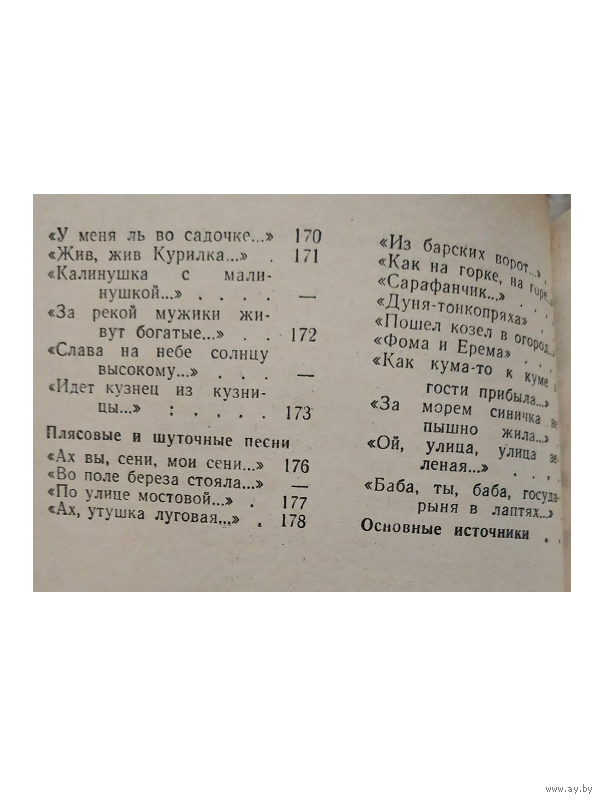 «У меня ль во садочке...» 170
«Жив, жив Курилка...» . 171
«Калинушка с мали-
нушкой...» . . . . —
«За рекой мужики жи-
вут богатые...» . . 172
«Слава на небе солнцу
высокому...» . . . —
«Идет кузнец из кузни-
цы...» : . . . . 173
Плясовые и шуточные песни
«Ах вы, сени, мои сени...» 176
«Во поле береза стояла...» —
«По улице мостовой...» . 177
«Ах, утушка луговая...» . 178
«Из барских ворот...» .
«Как на горке, на горе...
«Сарафанчик...» . . .
«Дуня-тонкопряха» . .
«Пошел козел в огород...
«Фома и Ерема» . . .
«Как кума-то к куме в
гости прибыла...»
«За морем синичка не
пышно жила...»
«Ой, улица, улица зе-
леная...» . . . .
«Баба, ты, баба, госуда-
рыня в лаптях...»
Основные источники . .
www.ay.by